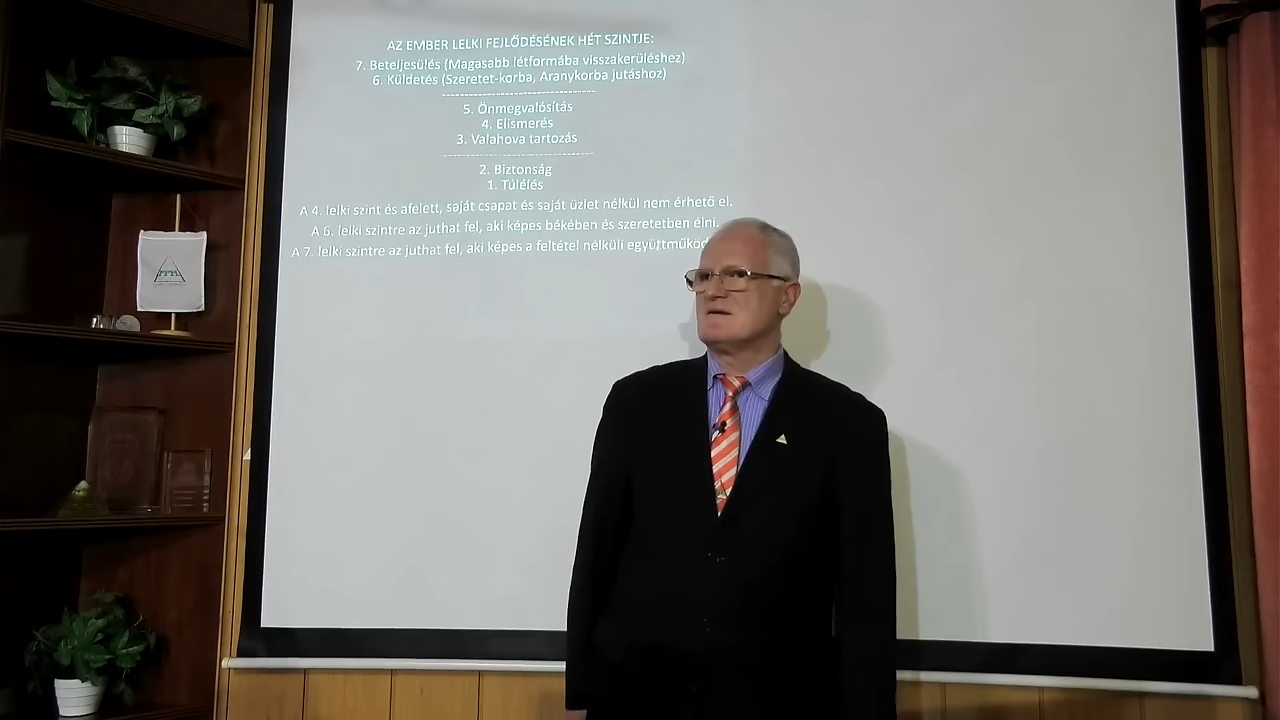 AZ EMBER LELKI FEJLŐDÉSÉNEK HÉT SZINTJE:
7. Beteljesülés (Magasabb létformába visszakerüléshez)
6. Küldetés (Szeretet-korba, Aranykorba jutáshoz)
5. Önmegvalósítás
4. Elismerés
3. Valahova tartozás
2. Biztonság
1. Túlélés
A 4. lelki szint és afelett, saját csapat és saját üzlet nélkül nem érhető el.
A 6. lelki szintre az juthat fel, aki képes békében és szeretetben élni.
A 7. lelki szintre az juthat fel, aki képes a feltétel nélküli együttműköd